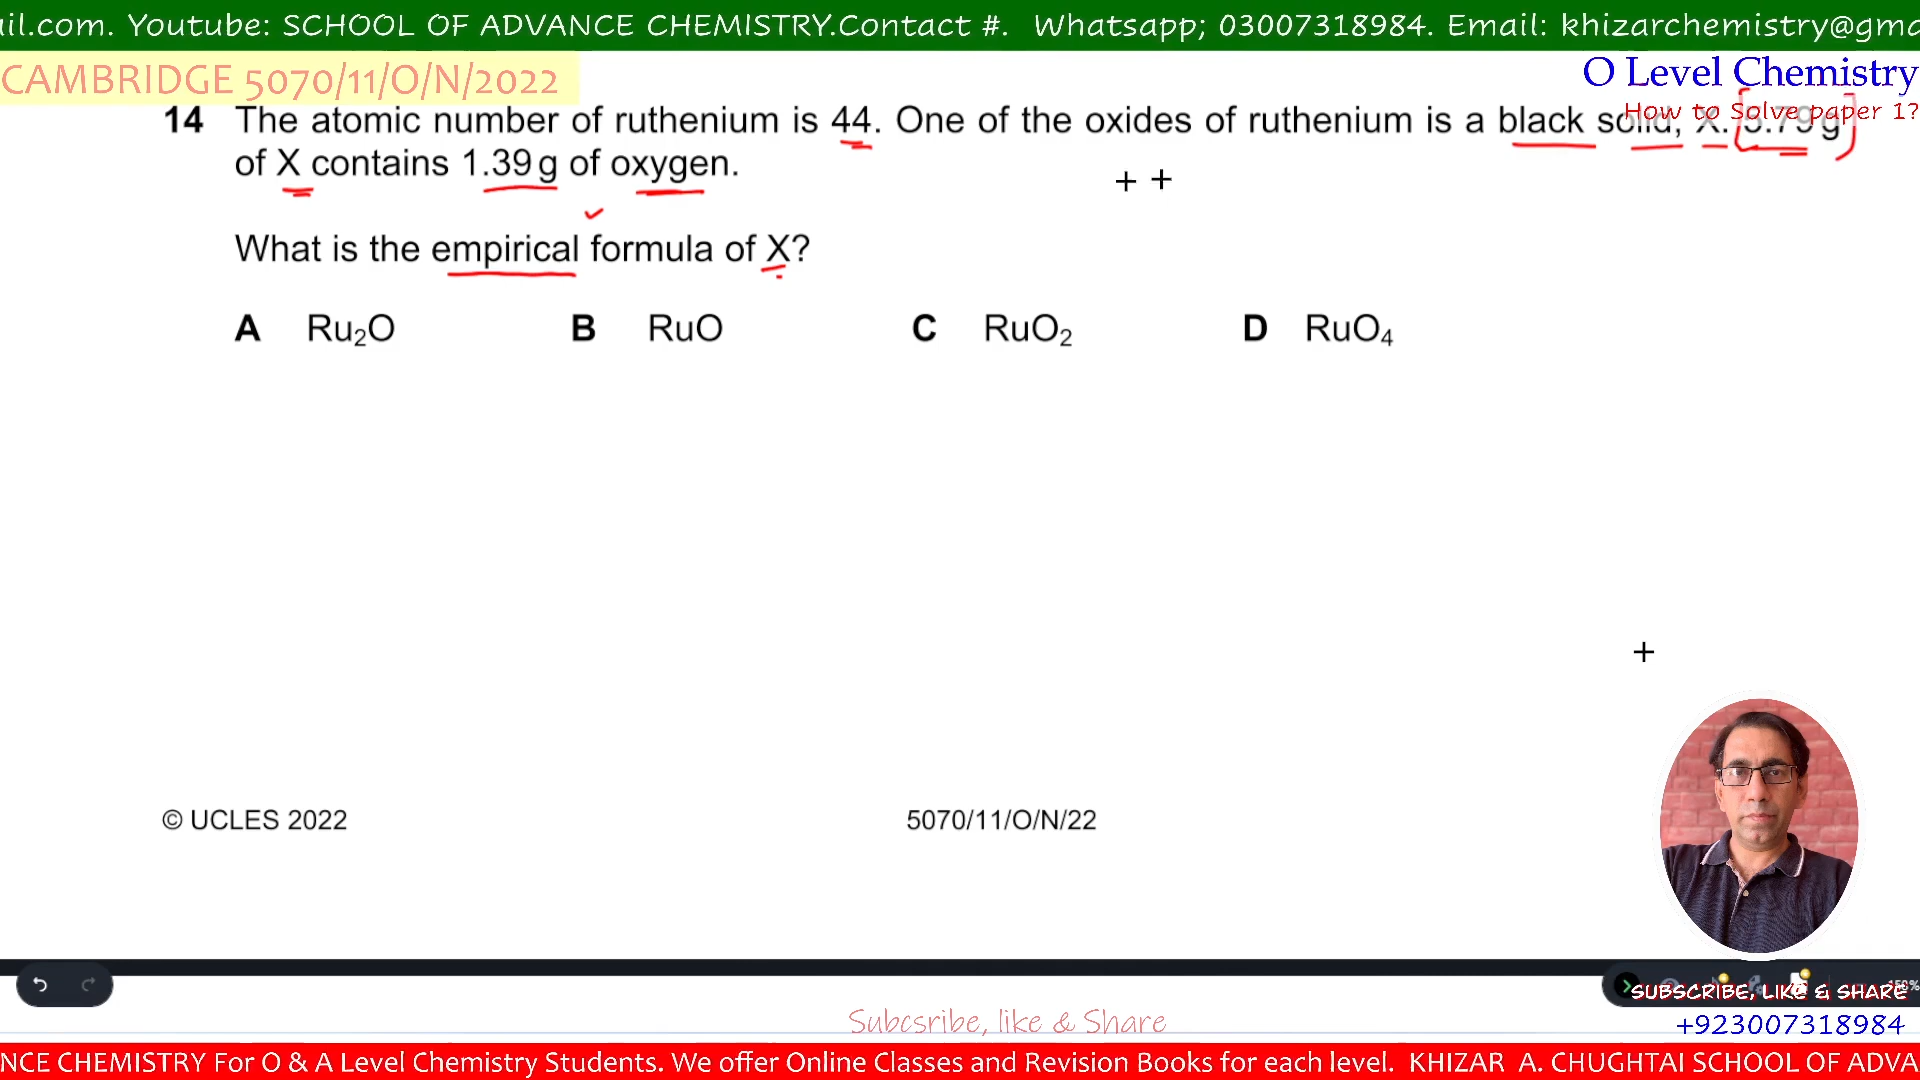 il.com. Youtube: SCHOOL OF ADVANCE CHEMISTRY.Contact #. Whatsapp; 03007318984. Email: khizarchemistry@gma
CAMBRIDGE 5070/11/O/N/2022
O Level Chemistry
How to Solve paper 1?
14 The atomic number of ruthenium is 44. One of the oxides of ruthenium is a black solid, X. 5.79 g
of X contains 1.39 g of oxygen.
+ +
What is the empirical formula of X?
A Ru₂O B RuO C RuO₂ D RuO₄
+
© UCLES 2022 5070/11/O/N/22
SUBSCRIBE, LIKE & SHARE
Subcsribe, like & Share
+923007318984
NCE CHEMISTRY For O & A Level Chemistry Students. We offer Online Classes and Revision Books for each level. KHIZAR A. CHUGHTAI SCHOOL OF ADVA